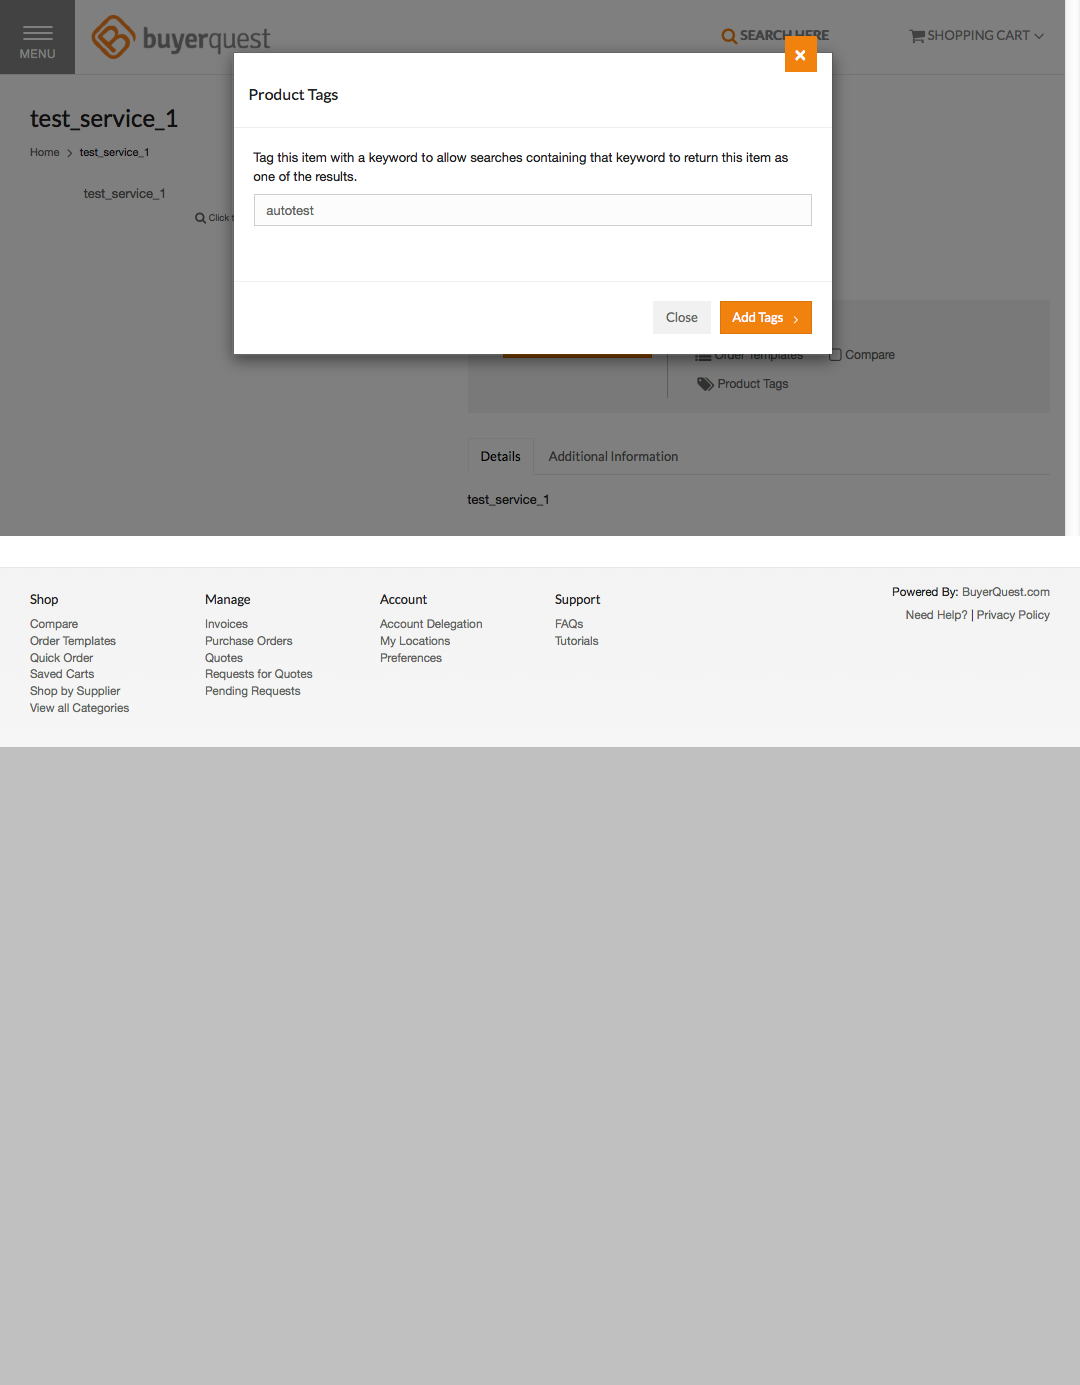 MENU
buyerquest
SEARCH HERE
SHOPPING CART
Product Tags
test_service_1
Home > test_service_1
Tag this item with a keyword to allow searches containing that keyword to return this item as
one of the results.
test_service_1
autotest
Click
Close
Add Tags >
Order Templates
Compare
Product Tags
Details
Additional Information
test_service_1
Shop
Compare
Order Templates
Quick Order
Saved Carts
Shop by Supplier
View all Categories
Manage
Invoices
Purchase Orders
Quotes
Requests for Quotes
Pending Requests
Account
Account Delegation
My Locations
Preferences
Support
FAQs
Tutorials
Powered By: BuyerQuest.com
Need Help? | Privacy Policy